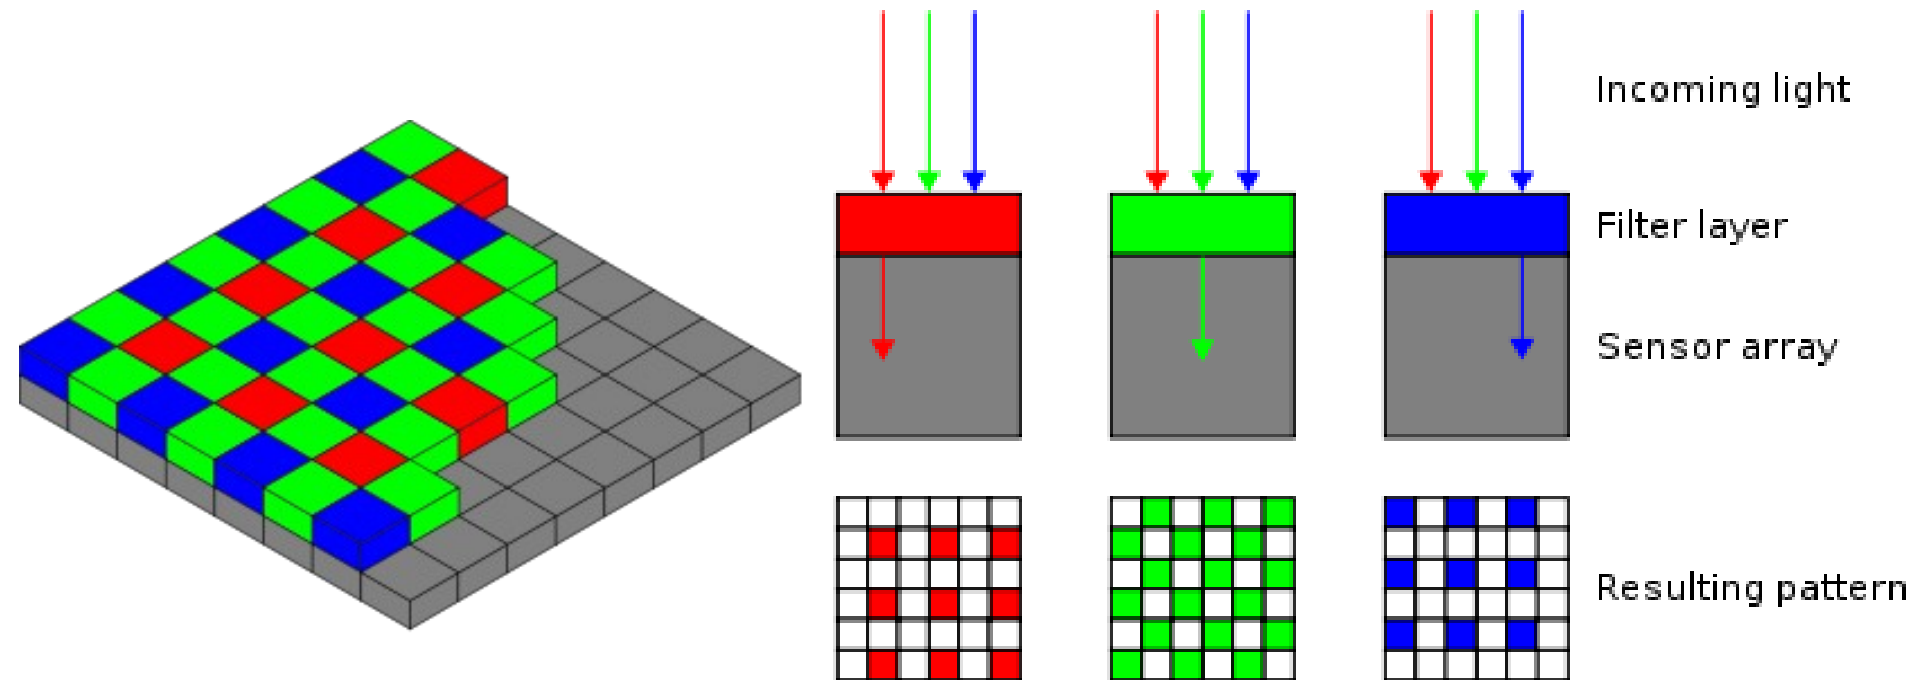 Incoming light
Filter layer
Sensor array
Resulting pattern